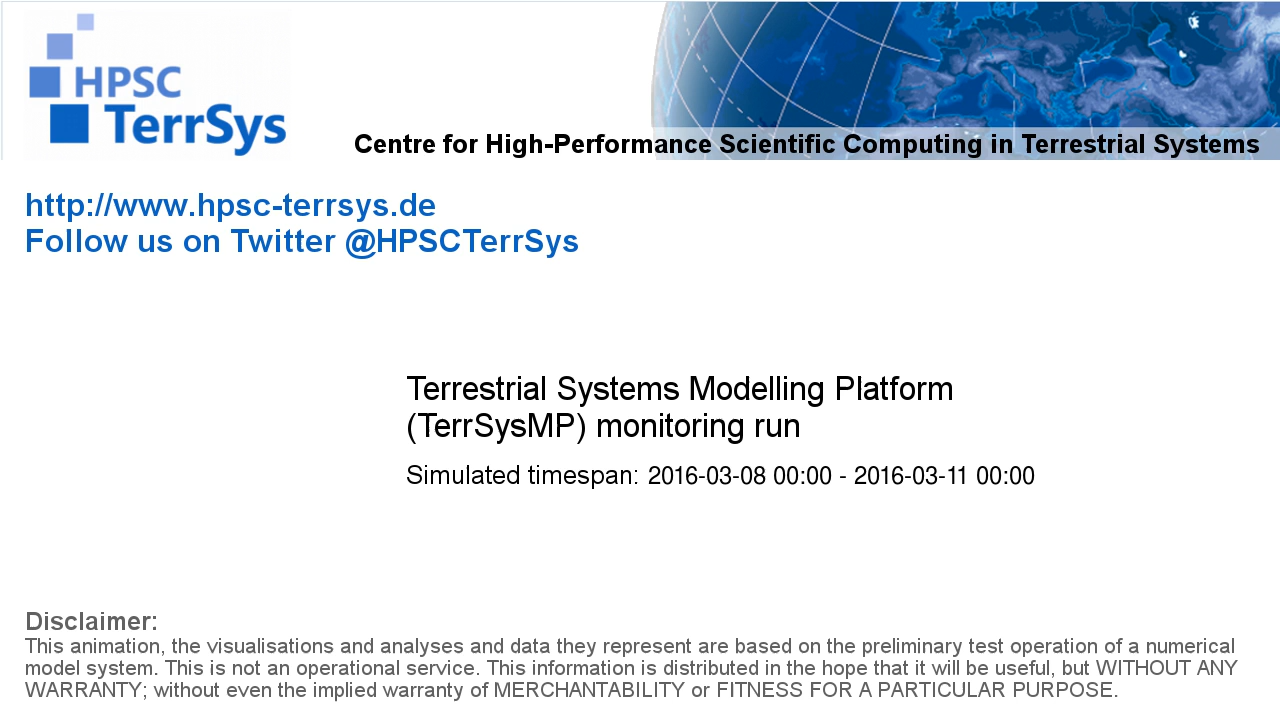 HPSC
TerrSys
Centre for High-Performance Scientific Computing in Terrestrial Systems
http://www.hpsc-terrsys.de
Follow us on Twitter @HPSCTerrSys
Terrestrial Systems Modelling Platform
(TerrSysMP) monitoring run
Simulated timespan: 2016-03-08 00:00 - 2016-03-11 00:00
Disclaimer:
This animation, the visualisations and analyses and data they represent are based on the preliminary test operation of a numerical
model system. This is not an operational service. This information is distributed in the hope that it will be useful, but WITHOUT ANY
WARRANTY; without even the implied warranty of MERCHANTABILITY or FITNESS FOR A PARTICULAR PURPOSE.